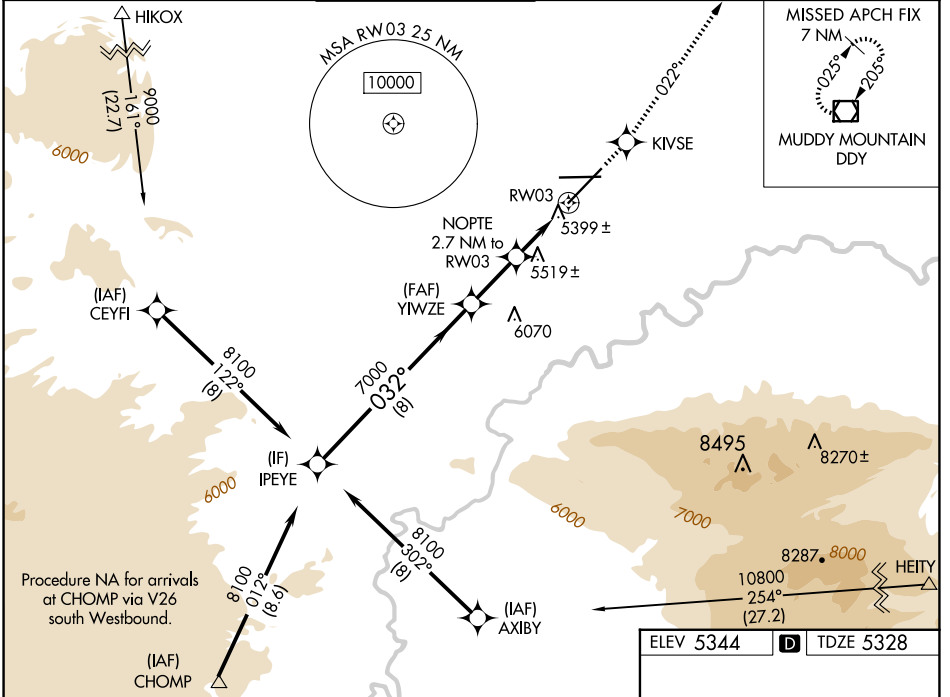 HIKOX
9000
161°
(22.7)
6000
MSA RW03 25 NM
10000
022°
MISSED APCH FIX
7 NM
025°
205°
MUDDY MOUNTAIN
DDY
KIVSE
RW03
5399 ±
NOPTE
2.7 NM to
RW03
5519 ±
(FAF)
YIWZE
6070
(IAF)
CEYFI
8100
122°
(8)
7000
032°
(8)
(IF)
IPEYE
6000
8495
8270 ±
6000
7000
8287
8000
HEITY
10800
254°
(27.2)
8100
302°
(8)
(IAF)
AXIBY
Procedure NA for arrivals
at CHOMP via V26
south Westbound.
8100
012°
(8.6)
(IAF)
CHOMP
ELEV 5344 D TDZE 5328